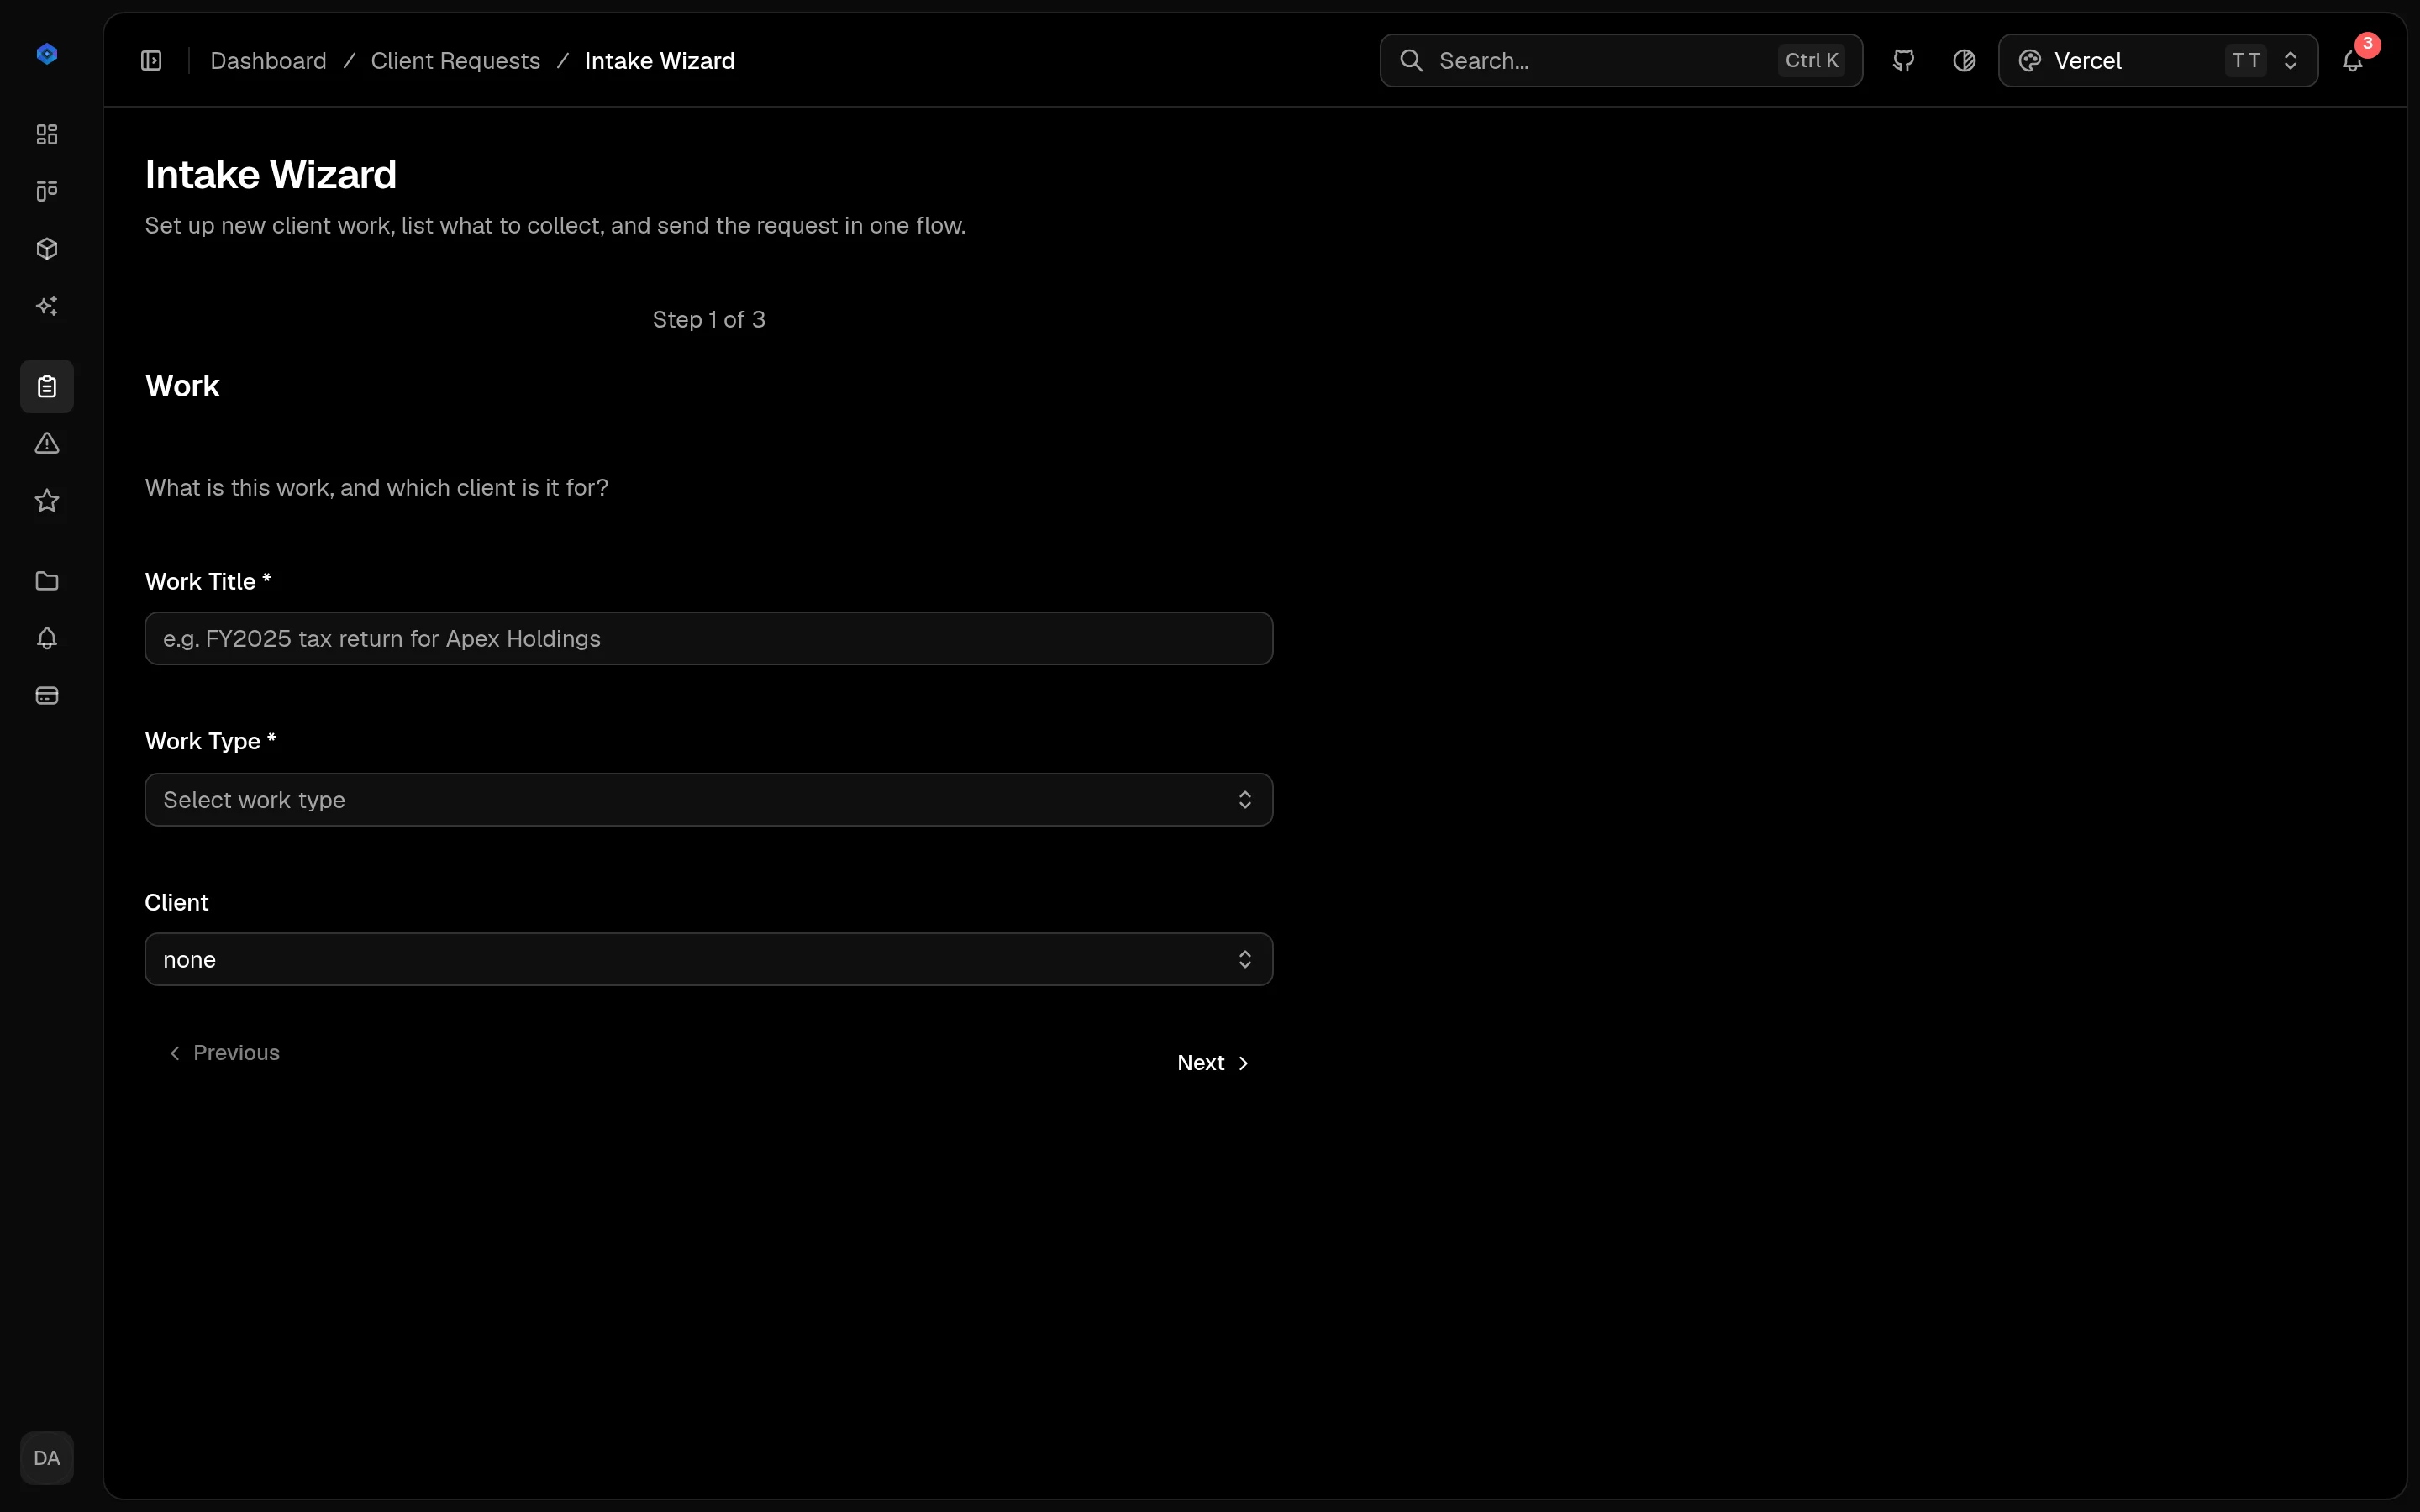 Dashboard / Client Requests / Intake Wizard
Search... Ctrl K
Vercel T T
3
Intake Wizard
Set up new client work, list what to collect, and send the request in one flow.
Step 1 of 3
Work
What is this work, and which client is it for?
Work Title *
e.g. FY2025 tax return for Apex Holdings
Work Type *
Select work type
Client
none
Previous
Next
DA